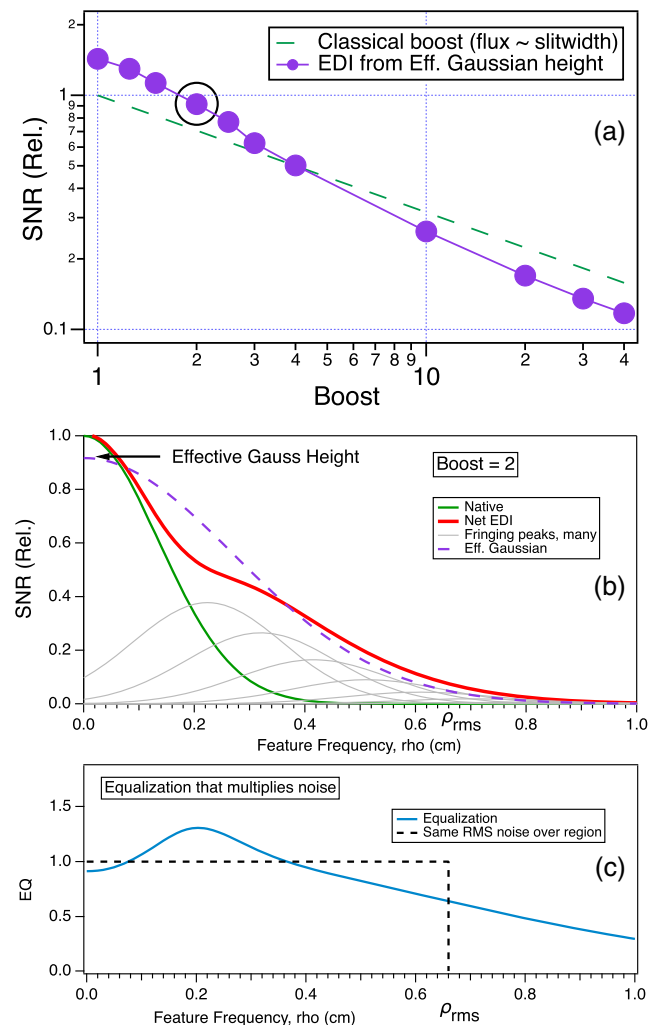 2
Classical boost (flux ~ slitwidth)
EDI from Eff. Gaussian height
1
9
8
7
6
5
4
3
2
0.1
(a)
SNR (Rel.)
1
2
3
4
5
6
7
8
9
10
2
3
4
Boost
1.0
0.8
0.6
0.4
0.2
0.0
SNR (Rel.)
Effective Gauss Height
Boost = 2
Native
Net EDI
Fringing peaks, many
Eff. Gaussian
(b)
0.0
0.2
0.4
0.6
ρrms
0.8
1.0
Feature Frequency, rho (cm)
Equalization that multiplies noise
Equalization
Same RMS noise over region
(c)
1.5
1.0
0.5
0.0
EQ
0.0
0.2
0.4
0.6
ρrms
0.8
1.0
Feature Frequency, rho (cm)